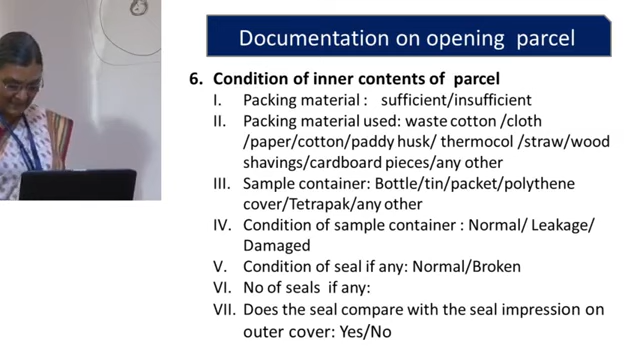 Documentation on opening parcel
6. Condition of inner contents of parcel
I. Packing material : sufficient/insufficient
II. Packing material used: waste cotton /cloth
/paper/cotton/paddy husk/ thermocol /straw/wood
shavings/cardboard pieces/any other
III. Sample container: Bottle/tin/packet/polythene
cover/Tetrapak/any other
IV. Condition of sample container : Normal/ Leakage/
Damaged
V. Condition of seal if any: Normal/Broken
VI. No of seals if any:
VII. Does the seal compare with the seal impression on
outer cover: Yes/No